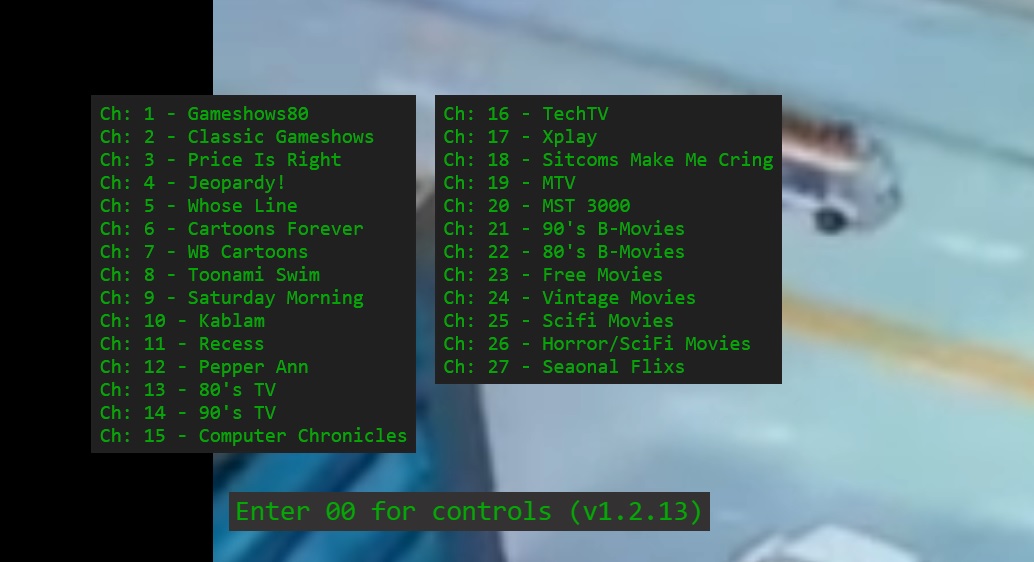 Ch: 1 - Gameshows80
Ch: 2 - Classic Gameshows
Ch: 3 - Price Is Right
Ch: 4 - Jeopardy!
Ch: 5 - Whose Line
Ch: 6 - Cartoons Forever
Ch: 7 - WB Cartoons
Ch: 8 - Toonami Swim
Ch: 9 - Saturday Morning
Ch: 10 - Kablam
Ch: 11 - Recess
Ch: 12 - Pepper Ann
Ch: 13 - 80's TV
Ch: 14 - 90's TV
Ch: 15 - Computer Chronicles
Ch: 16 - TechTV
Ch: 17 - Xplay
Ch: 18 - Sitcoms Make Me Cring
Ch: 19 - MTV
Ch: 20 - MST 3000
Ch: 21 - 90's B-Movies
Ch: 22 - 80's B-Movies
Ch: 23 - Free Movies
Ch: 24 - Vintage Movies
Ch: 25 - Scifi Movies
Ch: 26 - Horror/SciFi Movies
Ch: 27 - Seaonal Flixs
Enter 00 for controls (v1.2.13)